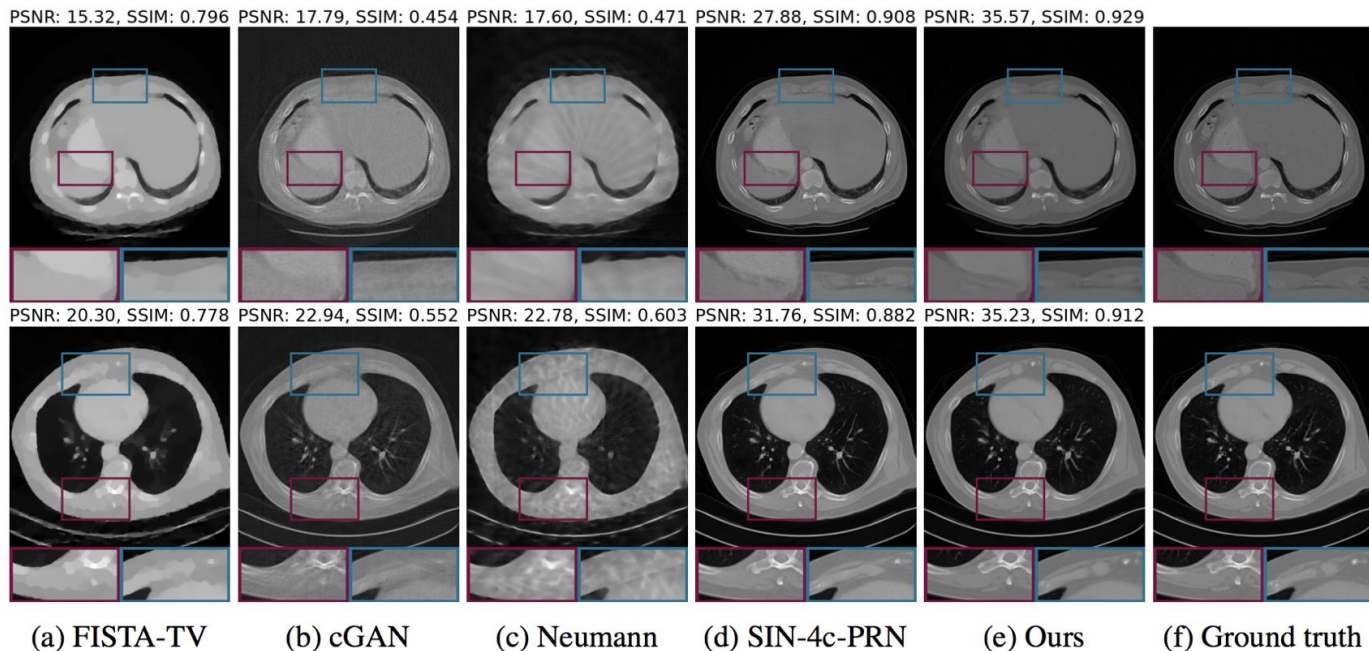 PSNR: 15.32, SSIM: 0.796 PSNR: 17.79, SSIM: 0.454 PSNR: 17.60, SSIM: 0.471 PSNR: 27.88, SSIM: 0.908 PSNR: 35.57, SSIM: 0.929
PSNR: 20.30, SSIM: 0.778 PSNR: 22.94, SSIM: 0.552 PSNR: 22.78, SSIM: 0.603 PSNR: 31.76, SSIM: 0.882 PSNR: 35.23, SSIM: 0.912
(a) FISTA-TV (b) cGAN (c) Neumann (d) SIN-4c-PRN (e) Ours (f) Ground truth